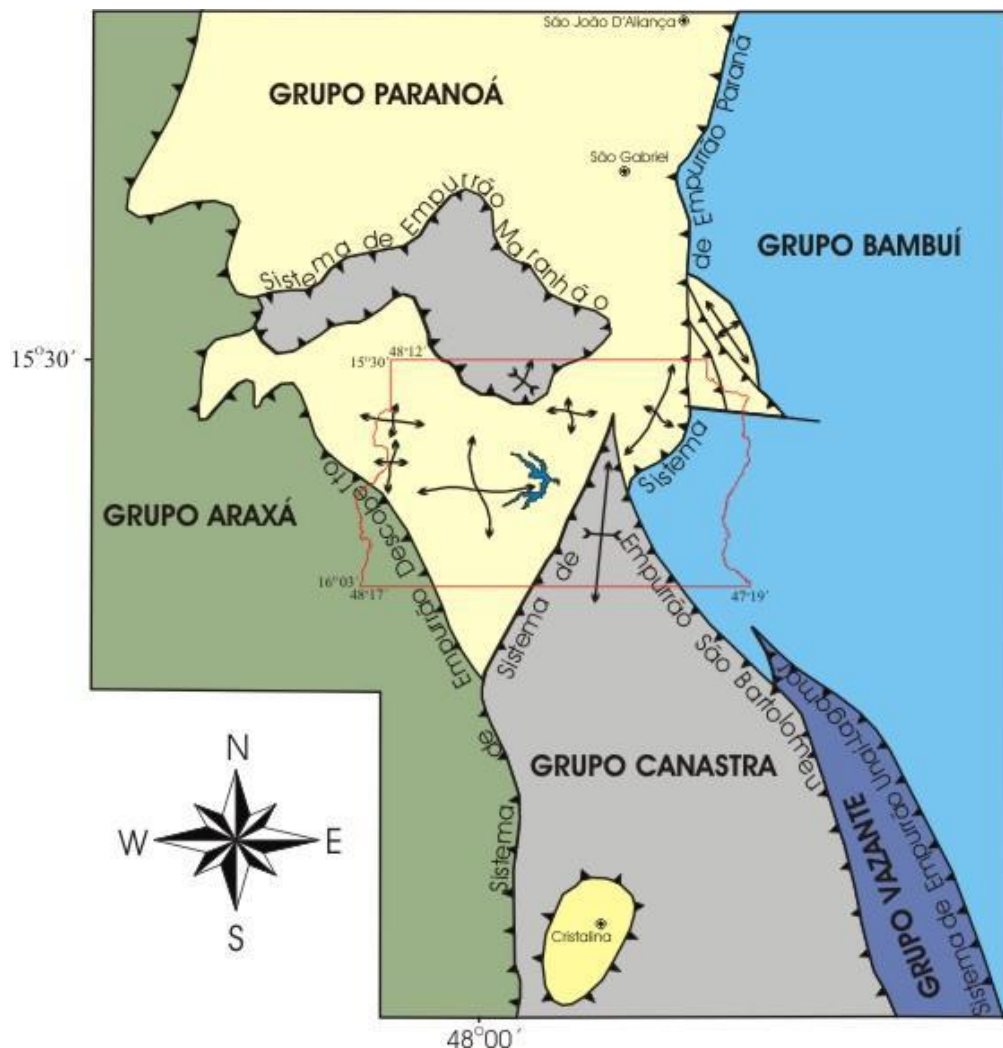 São João D'Aliança
GRUPO PARANOÁ
São Gabriel
Sistema de Empurrão Paraná
GRUPO BAMBUÍ
Sistema de Empurrão Maranhão
15°30´
15°30´
48°12´
GRUPO ARAXÁ
Sistema de Empurrão Descoberto
16°03´
48°17´
47°19´
Sistema de Empurrão São Bartolomeu
GRUPO CANASTRA
GRUPO VAZANTE
Sistema de Empurrão Unaí-Lagamar
N
W
E
S
Cristalina
48°00´